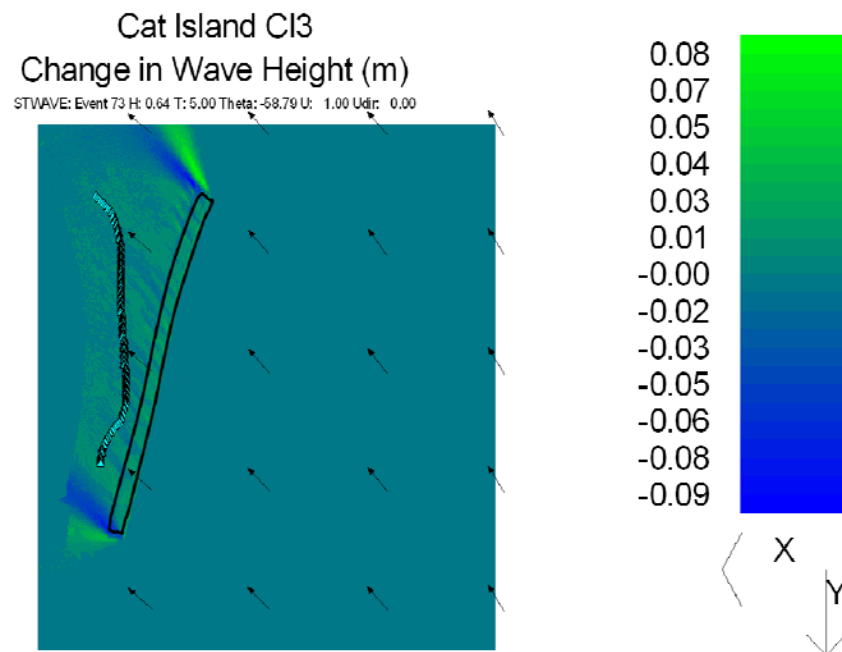 Cat Island CI3
Change in Wave Height (m)
STWAVE: Event 73 H: 0.64 T: 5.00 Theta: -58.79 U: 1.00 Udir: 0.00
0.08
0.07
0.05
0.04
0.03
0.01
-0.00
-0.02
-0.03
-0.05
-0.06
-0.08
-0.09
X
Y